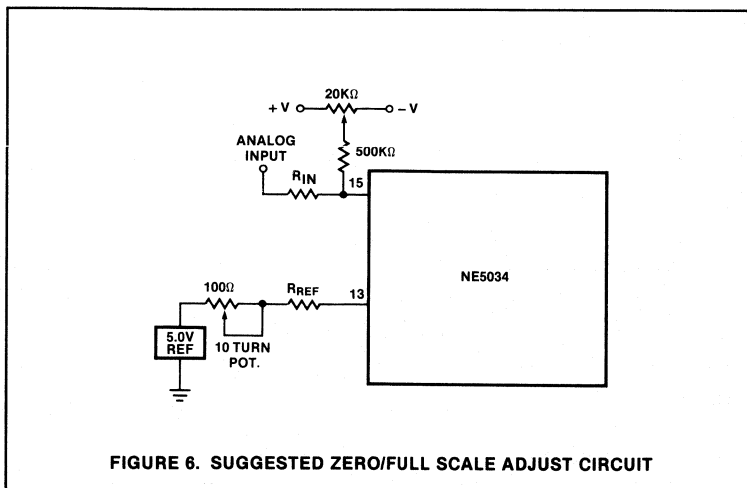 20KΩ
+ V
− V
ANALOG
INPUT
500KΩ
RIN
15
NE5034
100Ω
RREF
13
5.0V
REF
10 TURN
POT.
FIGURE 6. SUGGESTED ZERO/FULL SCALE ADJUST CIRCUIT